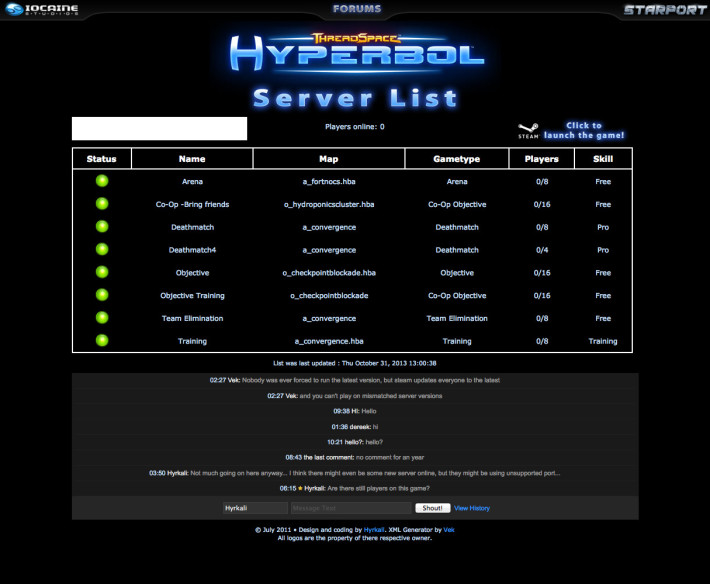 IOCAINE
STUDIOS
FORUMS
STARPORT
THREADSPACE
HYPERBOL
Server List
Players online: 0
STEAM
Click to
launch the game!
Status Name Map Gametype Players Skill
Arena a_fortnocs.hba Arena 0/8 Free
Co-Op -Bring friends o_hydroponicscluster.hba Co-Op Objective 0/16 Free
Deathmatch a_convergence Deathmatch 0/8 Pro
Deathmatch4 a_convergence Deathmatch 0/4 Pro
Objective o_checkpointblockade.hba Objective 0/16 Free
Objective Training o_checkpointblockade Co-Op Objective 0/16 Free
Team Elimination a_convergence Team Elimination 0/8 Free
Training a_convergence.hba Training 0/8 Training
List was last updated : Thu October 31, 2013 13:00:38
02:27 Vek: Nobody was ever forced to run the latest version, but steam updates everyone to the latest
02:27 Vek: and you can't play on mismatched server versions
09:38 Hi: Hello
01:36 dareek: hi
10:21 hello?: hello?
08:43 the last comment: no comment for an year
03:50 Hyrkali: Not much going on here anyway... I think there might even be some new server online, but they might be using unsupported port...
06:15 ★ Hyrkali: Are there still players on this game?
Hyrkali Message Text Shout! View History
© July 2011 • Design and coding by Hyrkali. XML Generator by Vek
All logos are the property of there respective owner.